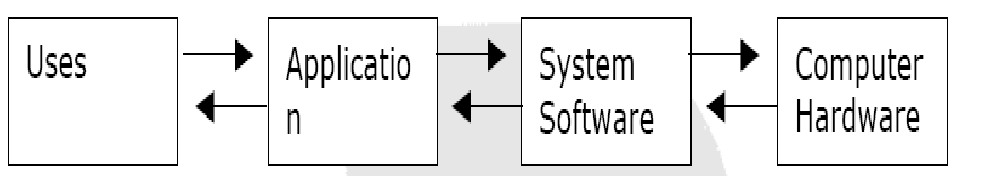 Uses
Applicatio
n
System
Software
Computer
Hardware